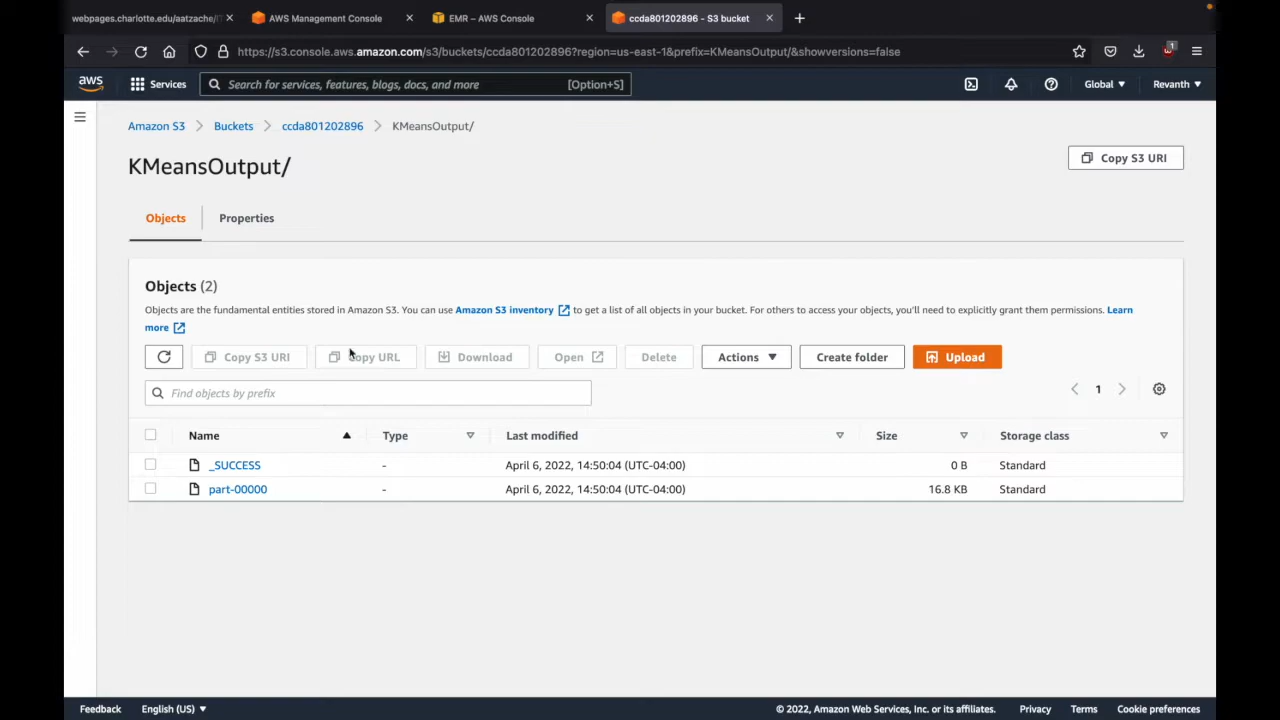 webpages.charlotte.edu/aatzache/I
AWS Management Console
EMR – AWS Console
ccda801202896 - S3 bucket
https://s3.console.aws.amazon.com/s3/buckets/ccda801202896?region=us-east-1&prefix=KMeansOutput/&showversions=false
1
aws
Services
Search for services, features, blogs, docs, and more
[Option+S]
Global
Revanth
Amazon S3 > Buckets > ccda801202896 > KMeansOutput/
KMeansOutput/
Copy S3 URI
Objects
Properties
Objects (2)
Objects are the fundamental entities stored in Amazon S3. You can use Amazon S3 inventory to get a list of all objects in your bucket. For others to access your objects, you'll need to explicitly grant them permissions. Learn
more
Copy S3 URI
Copy URL
Download
Open
Delete
Actions
Create folder
Upload
Find objects by prefix
1
Name Type Last modified Size Storage class
_SUCCESS - April 6, 2022, 14:50:04 (UTC-04:00) 0 B Standard
part-00000 - April 6, 2022, 14:50:04 (UTC-04:00) 16.8 KB Standard
Feedback English (US) © 2022, Amazon Web Services, Inc. or its affiliates. Privacy Terms Cookie preferences